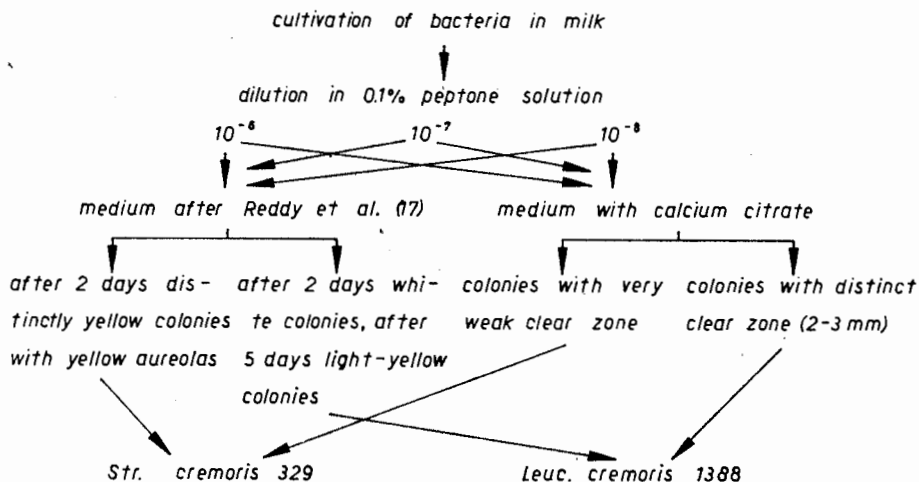 cultivation of bacteria in milk
dilution in 0.1% peptone solution
10⁻⁶ 10⁻⁷ 10⁻⁸
medium after Reddy et al. (17)
medium with calcium citrate
after 2 days dis-
tinctly yellow colonies
with yellow aureolas
after 2 days whi-
te colonies, after
5 days light-yellow
colonies
colonies with very
weak clear zone
colonies with distinct
clear zone (2-3 mm)
Str. cremoris 329
Leuc. cremoris 1388